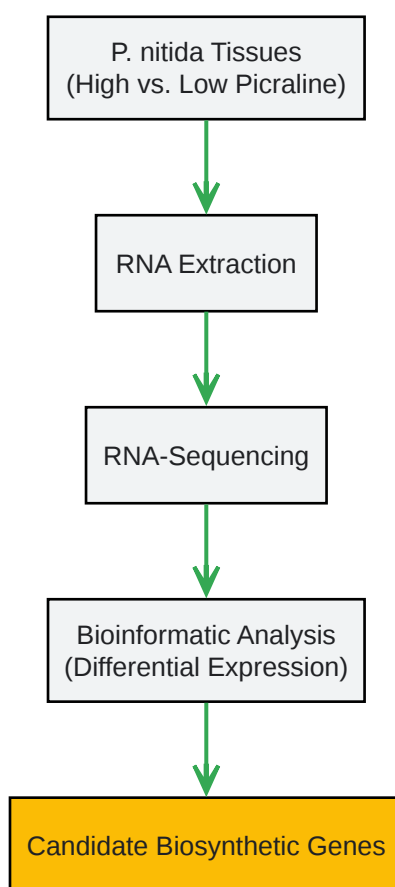 P. nitida Tissues
(High vs. Low Picraline)
RNA Extraction
RNA-Sequencing
Bioinformatic Analysis
(Differential Expression)
Candidate Biosynthetic Genes